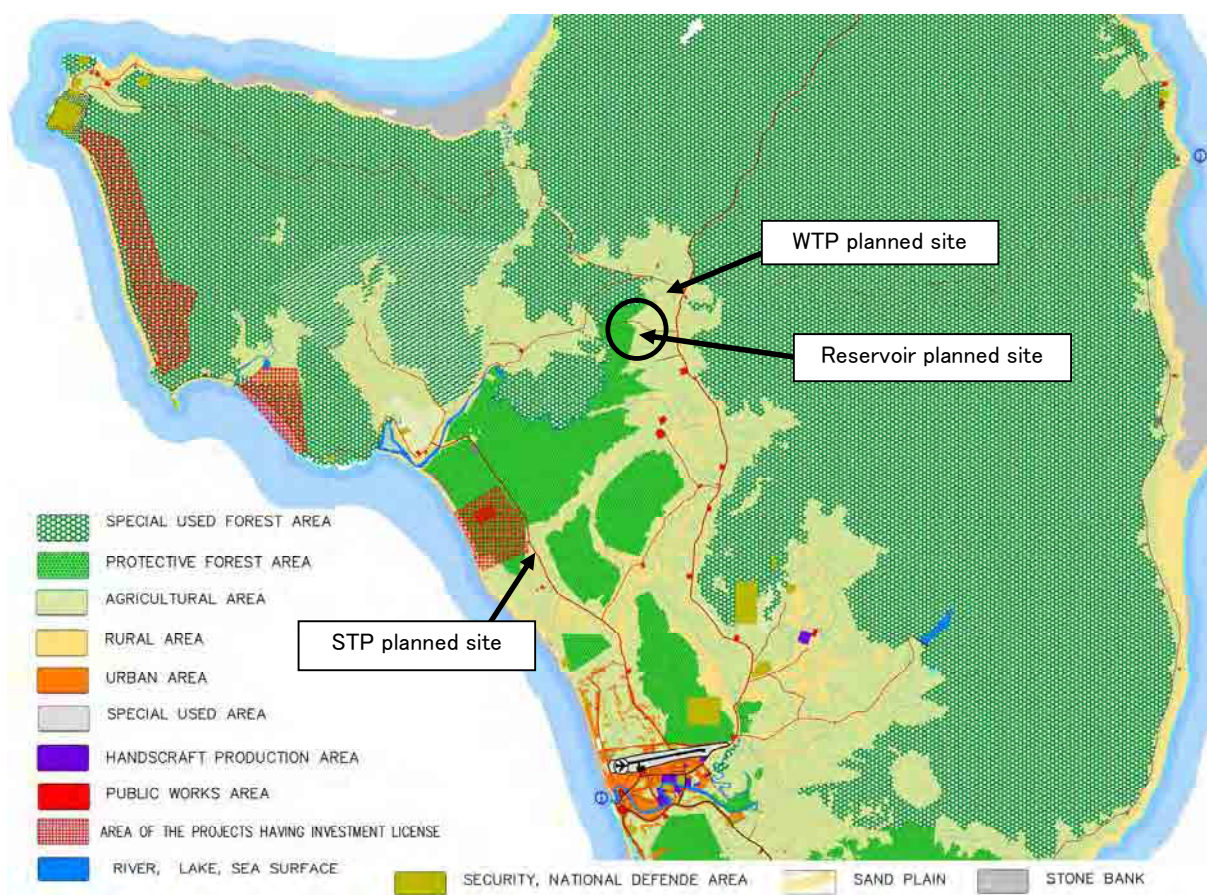 WTP planned site
Reservoir planned site
STP planned site
SPECIAL USED FOREST AREA
PROTECTIVE FOREST AREA
AGRICULTURAL AREA
RURAL AREA
URBAN AREA
SPECIAL USED AREA
HANDSCRAFT PRODUCTION AREA
PUBLIC WORKS AREA
AREA OF THE PROJECTS HAVING INVESTMENT LICENSE
RIVER, LAKE, SEA SURFACE
SECURITY, NATIONAL DEFENDE AREA
SAND PLAIN
STONE BANK